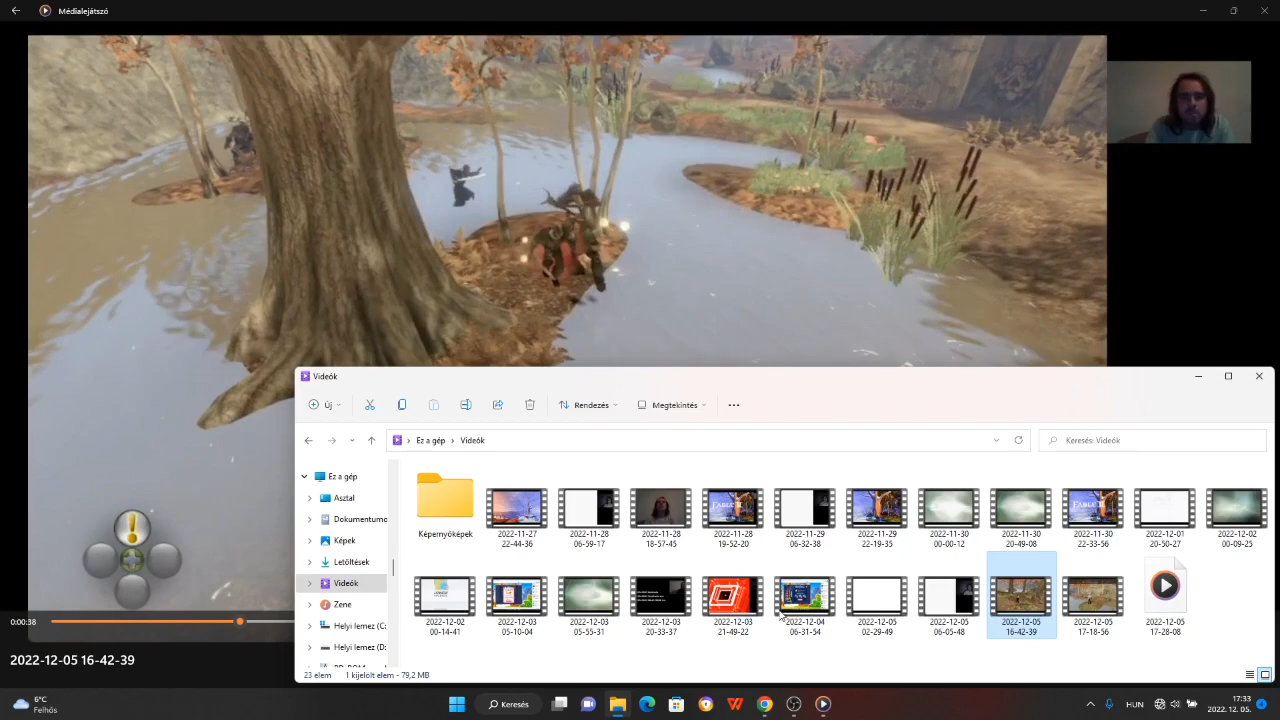 Médialejátszó
0:00:38
2022-12-05 16-42-39
Videók
Új
Rendezés
Megtekintés
Ez a gép
Videók
Keresés: Videók
Ez a gép
Asztal
Dokumentumo
Képek
Letöltések
Videók
Zene
Helyi lemez (C:
Helyi lemez (D:
Képernyőképek
2022-11-27
22-44-36
2022-11-28
06-59-17
2022-11-28
18-57-45
FABLE II
2022-11-28
19-52-20
2022-11-29
06-32-38
2022-11-29
22-19-35
2022-11-30
00-00-12
2022-11-30
20-49-08
FABLE II
2022-11-30
22-33-56
2022-12-01
20-50-27
2022-12-02
00-09-25
2022-12-02
00-14-41
2022-12-03
05-10-04
2022-12-03
05-55-31
2022-12-03
20-33-37
2022-12-03
21-49-22
2022-12-04
06-31-54
2022-12-05
02-29-49
2022-12-05
06-05-48
2022-12-05
16-42-39
2022-12-05
17-18-56
2022-12-05
17-28-08
23 elem
1 kijelölt elem - 79,2 MB
6°C
Felhős
Keresés
HUN
17:33
2022. 12. 05.